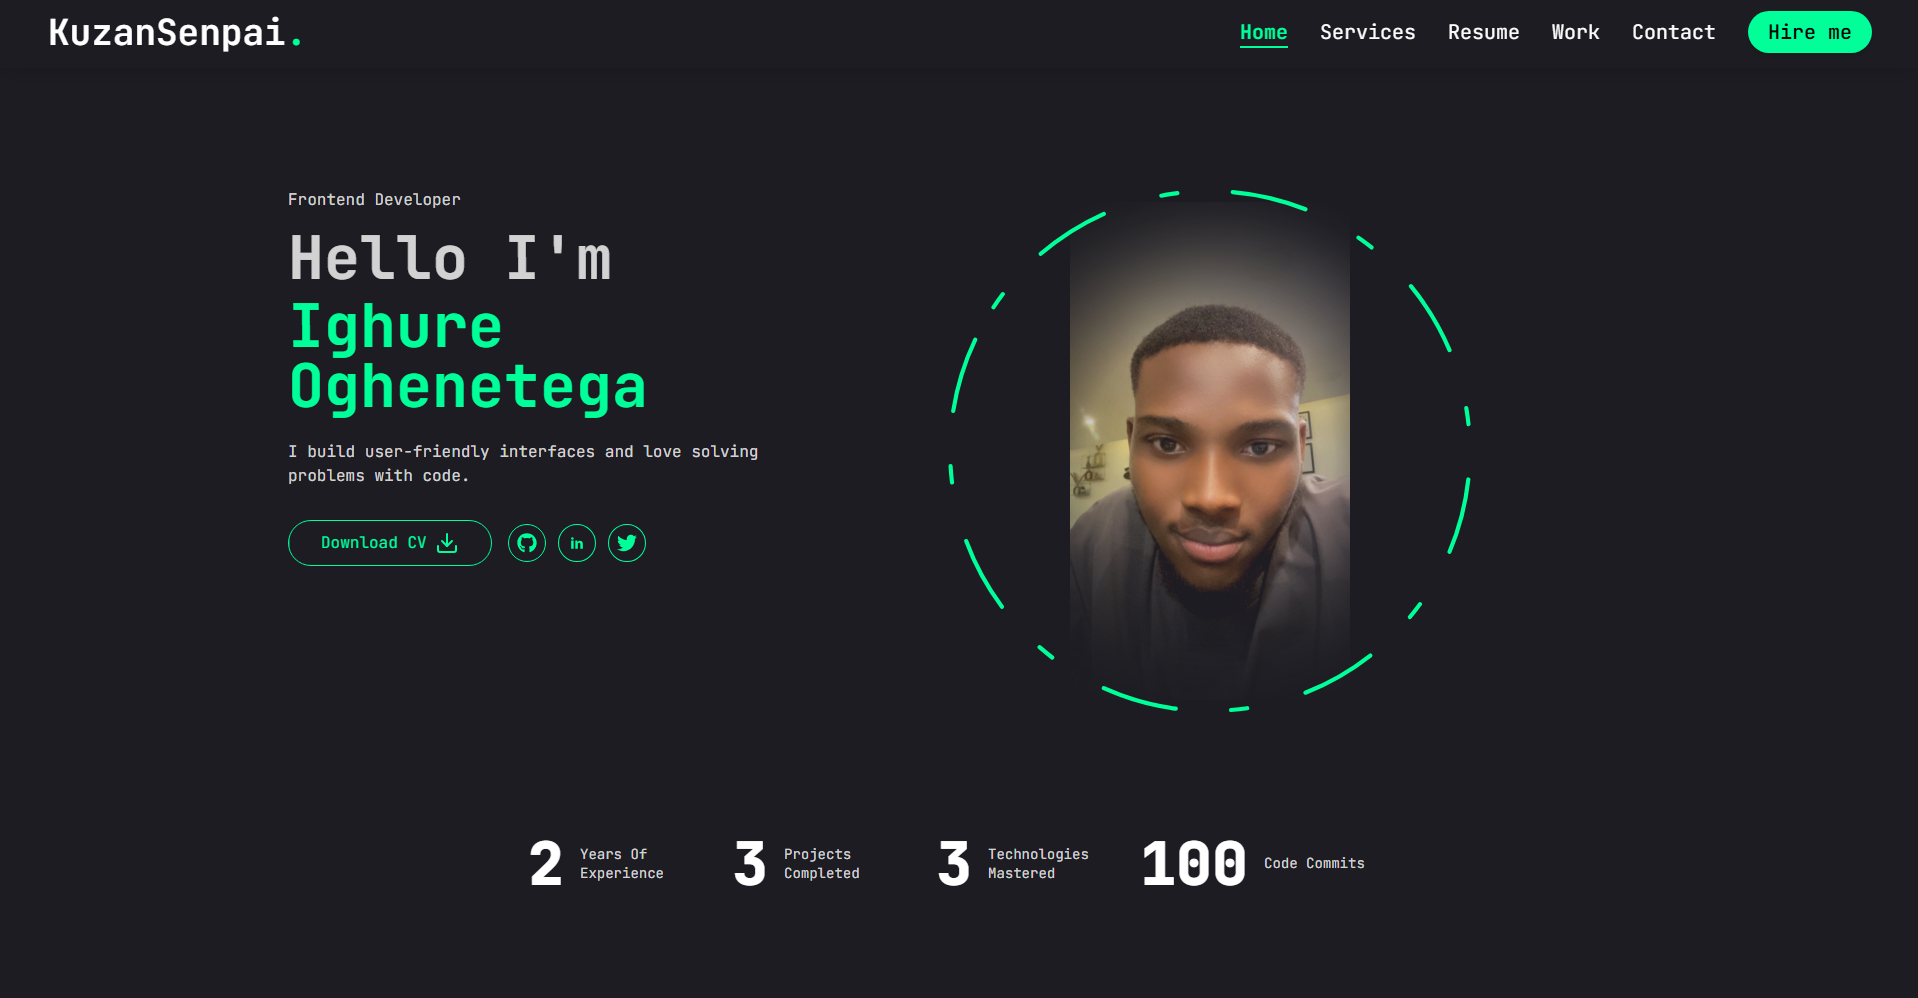 KuzanSenpai.
Home Services Resume Work Contact Hire me
Frontend Developer
Hello I'm
Ighure
Oghenetega
I build user-friendly interfaces and love solving
problems with code.
Download CV
in
2 Years Of
Experience
3 Projects
Completed
3 Technologies
Mastered
100 Code Commits